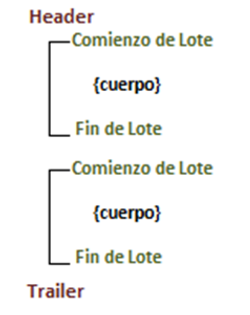 Header
Comienzo de Lote
{cuerpo}
Fin de Lote
Comienzo de Lote
{cuerpo}
Fin de Lote
Trailer